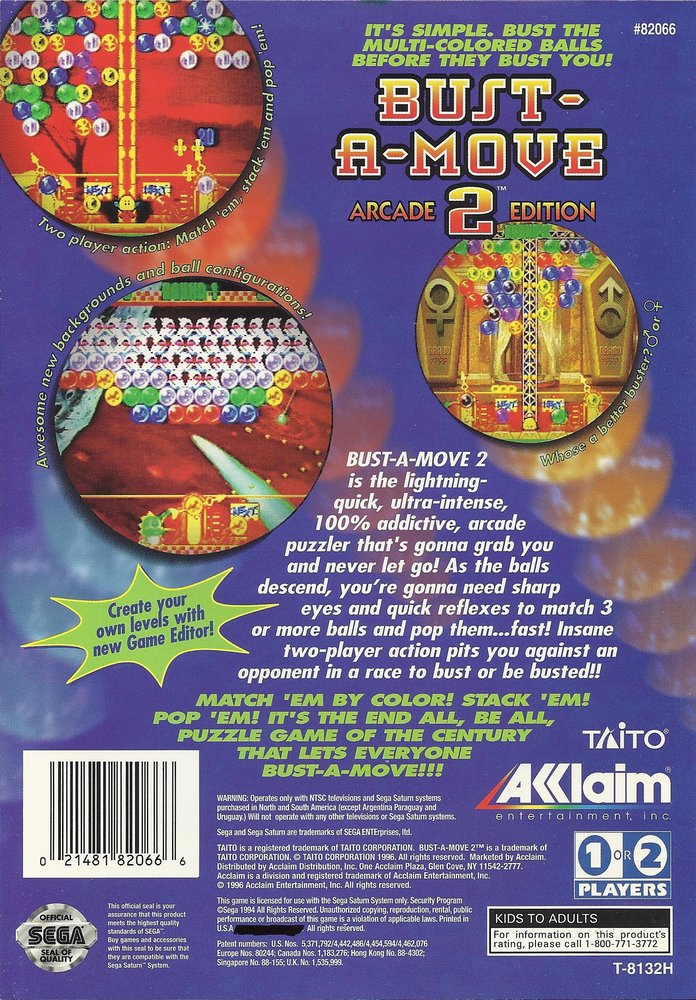 #82066
IT'S SIMPLE. BUST THE
MULTI-COLORED BALLS
BEFORE THEY BUST YOU!
BUST-
A-MOVE
ARCADE 2 EDITION
™
Two player action: Match 'em, stack 'em and pop 'em!
NEXT
NEXT
Awesome new backgrounds and ball configurations!
ROUND-1
NEXT
Whose a better buster? ♂ or ♀
NEXT
NEXT
BUST-A-MOVE 2
is the lightning-
quick, ultra-intense,
100% addictive, arcade
puzzler that's gonna grab you
and never let go! As the balls
descend, you're gonna need sharp
eyes and quick reflexes to match 3
or more balls and pop them...fast! Insane
two-player action pits you against an
opponent in a race to bust or be busted!!
Create your
own levels with
new Game Editor!
MATCH 'EM BY COLOR! STACK 'EM!
POP 'EM! IT'S THE END ALL, BE ALL,
PUZZLE GAME OF THE CENTURY
THAT LETS EVERYONE
BUST-A-MOVE!!!
TAITO®
AKKlaim®
entertainment, inc.
0 21481 82066 6
WARNING: Operates only with NTSC televisions and Sega Saturn systems
purchased in North and South America (except Argentina Paraguay and
Uruguay.) Will not operate with any other televisions or Sega Saturn systems.
Sega and Sega Saturn are trademarks of SEGA ENTErprises, ltd.
TAITO is a registered trademark of TAITO CORPORATION. BUST-A-MOVE 2™ is a trademark of
TAITO CORPORATION. © TAITO CORPORATION 1996. All rights reserved. Marketed by Acclaim.
Distributed by Acclaim Distribution, Inc. One Acclaim Plaza, Glen Cove, NY 11542-2777.
Acclaim is a division and registered trademark of Acclaim Entertainment, Inc.
© 1996 Acclaim Entertainment, Inc. All rights reserved.
This game is licensed for use with the Sega Saturn System only. Security Program
©Sega 1994 All Rights Reserved. Unauthorized copying, reproduction, rental, public
performance or broadcast of this game is a violation of applicable laws. Printed in
U.S.A. All rights reserved.
Patent numbers: U.S. Nos. 5,371,792/4,442,486/4,454,594/4,462,076
Europe Nos. 80244; Canada Nos. 1,183,276; Hong Kong No. 88-4302;
Singapore No. 88-155; U.K. No. 1,535,999.
OFFICIAL
SEGA
SEAL OF
QUALITY
This official seal is your
assurance that this product
meets the highest quality
standards of SEGA™.
Buy games and accessories
with this seal to be sure that
they are compatible with the
Sega Saturn™ System.
1 OR 2
PLAYERS
KIDS TO ADULTS
For information on this product's
rating, please call 1-800-771-3772
T-8132H